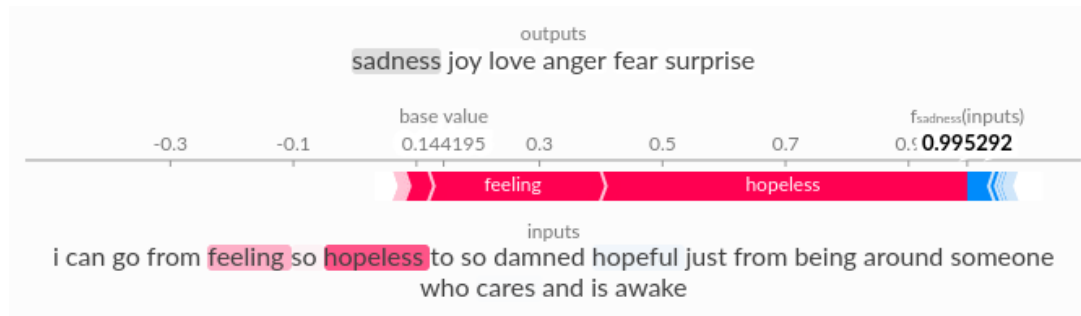 outputs
sadness joy love anger fear surprise
base value fsadness(inputs)
-0.3 -0.1 0.144195 0.3 0.5 0.7 0.9 0.995292
feeling hopeless
inputs
i can go from feeling so hopeless to so damned hopeful just from being around someone
who cares and is awake